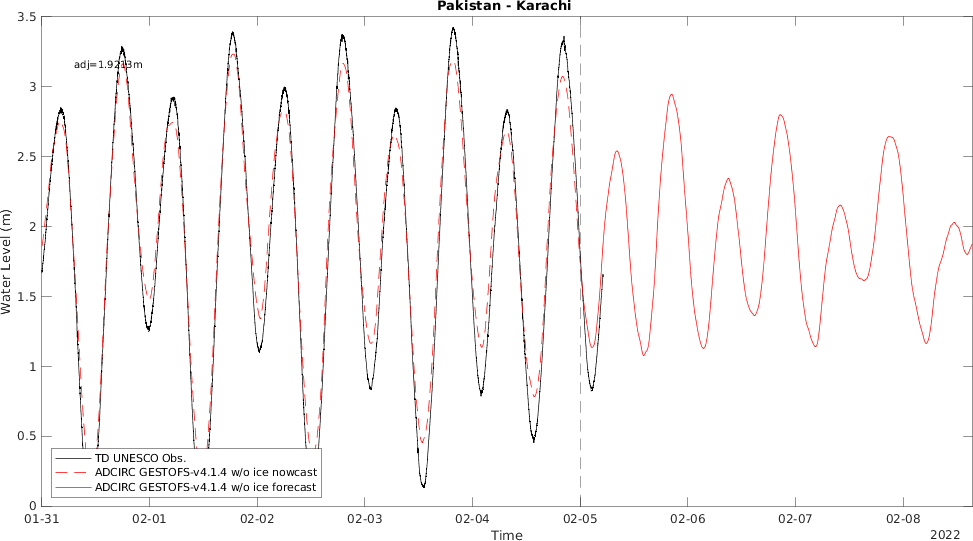 Pakistan - Karachi
3.5
adj=1.9213m
3
2.5
2
1.5
1
0.5
0
Water Level (m)
TD UNESCO Obs.
ADCIRC GESTOFS-v4.1.4 w/o ice nowcast
ADCIRC GESTOFS-v4.1.4 w/o ice forecast
01-31 02-01 02-02 02-03 02-04 02-05 02-06 02-07 02-08
Time
2022